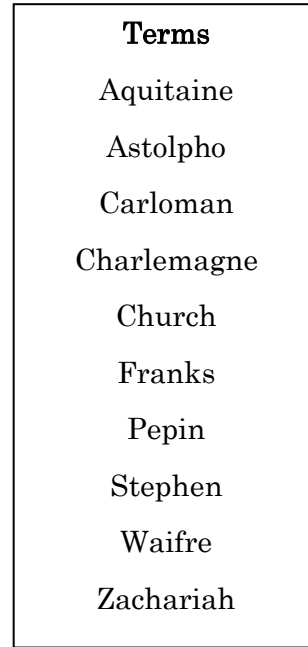 Terms
Aquitaine
Astolpho
Carloman
Charlemagne
Church
Franks
Pepin
Stephen
Waifre
Zachariah